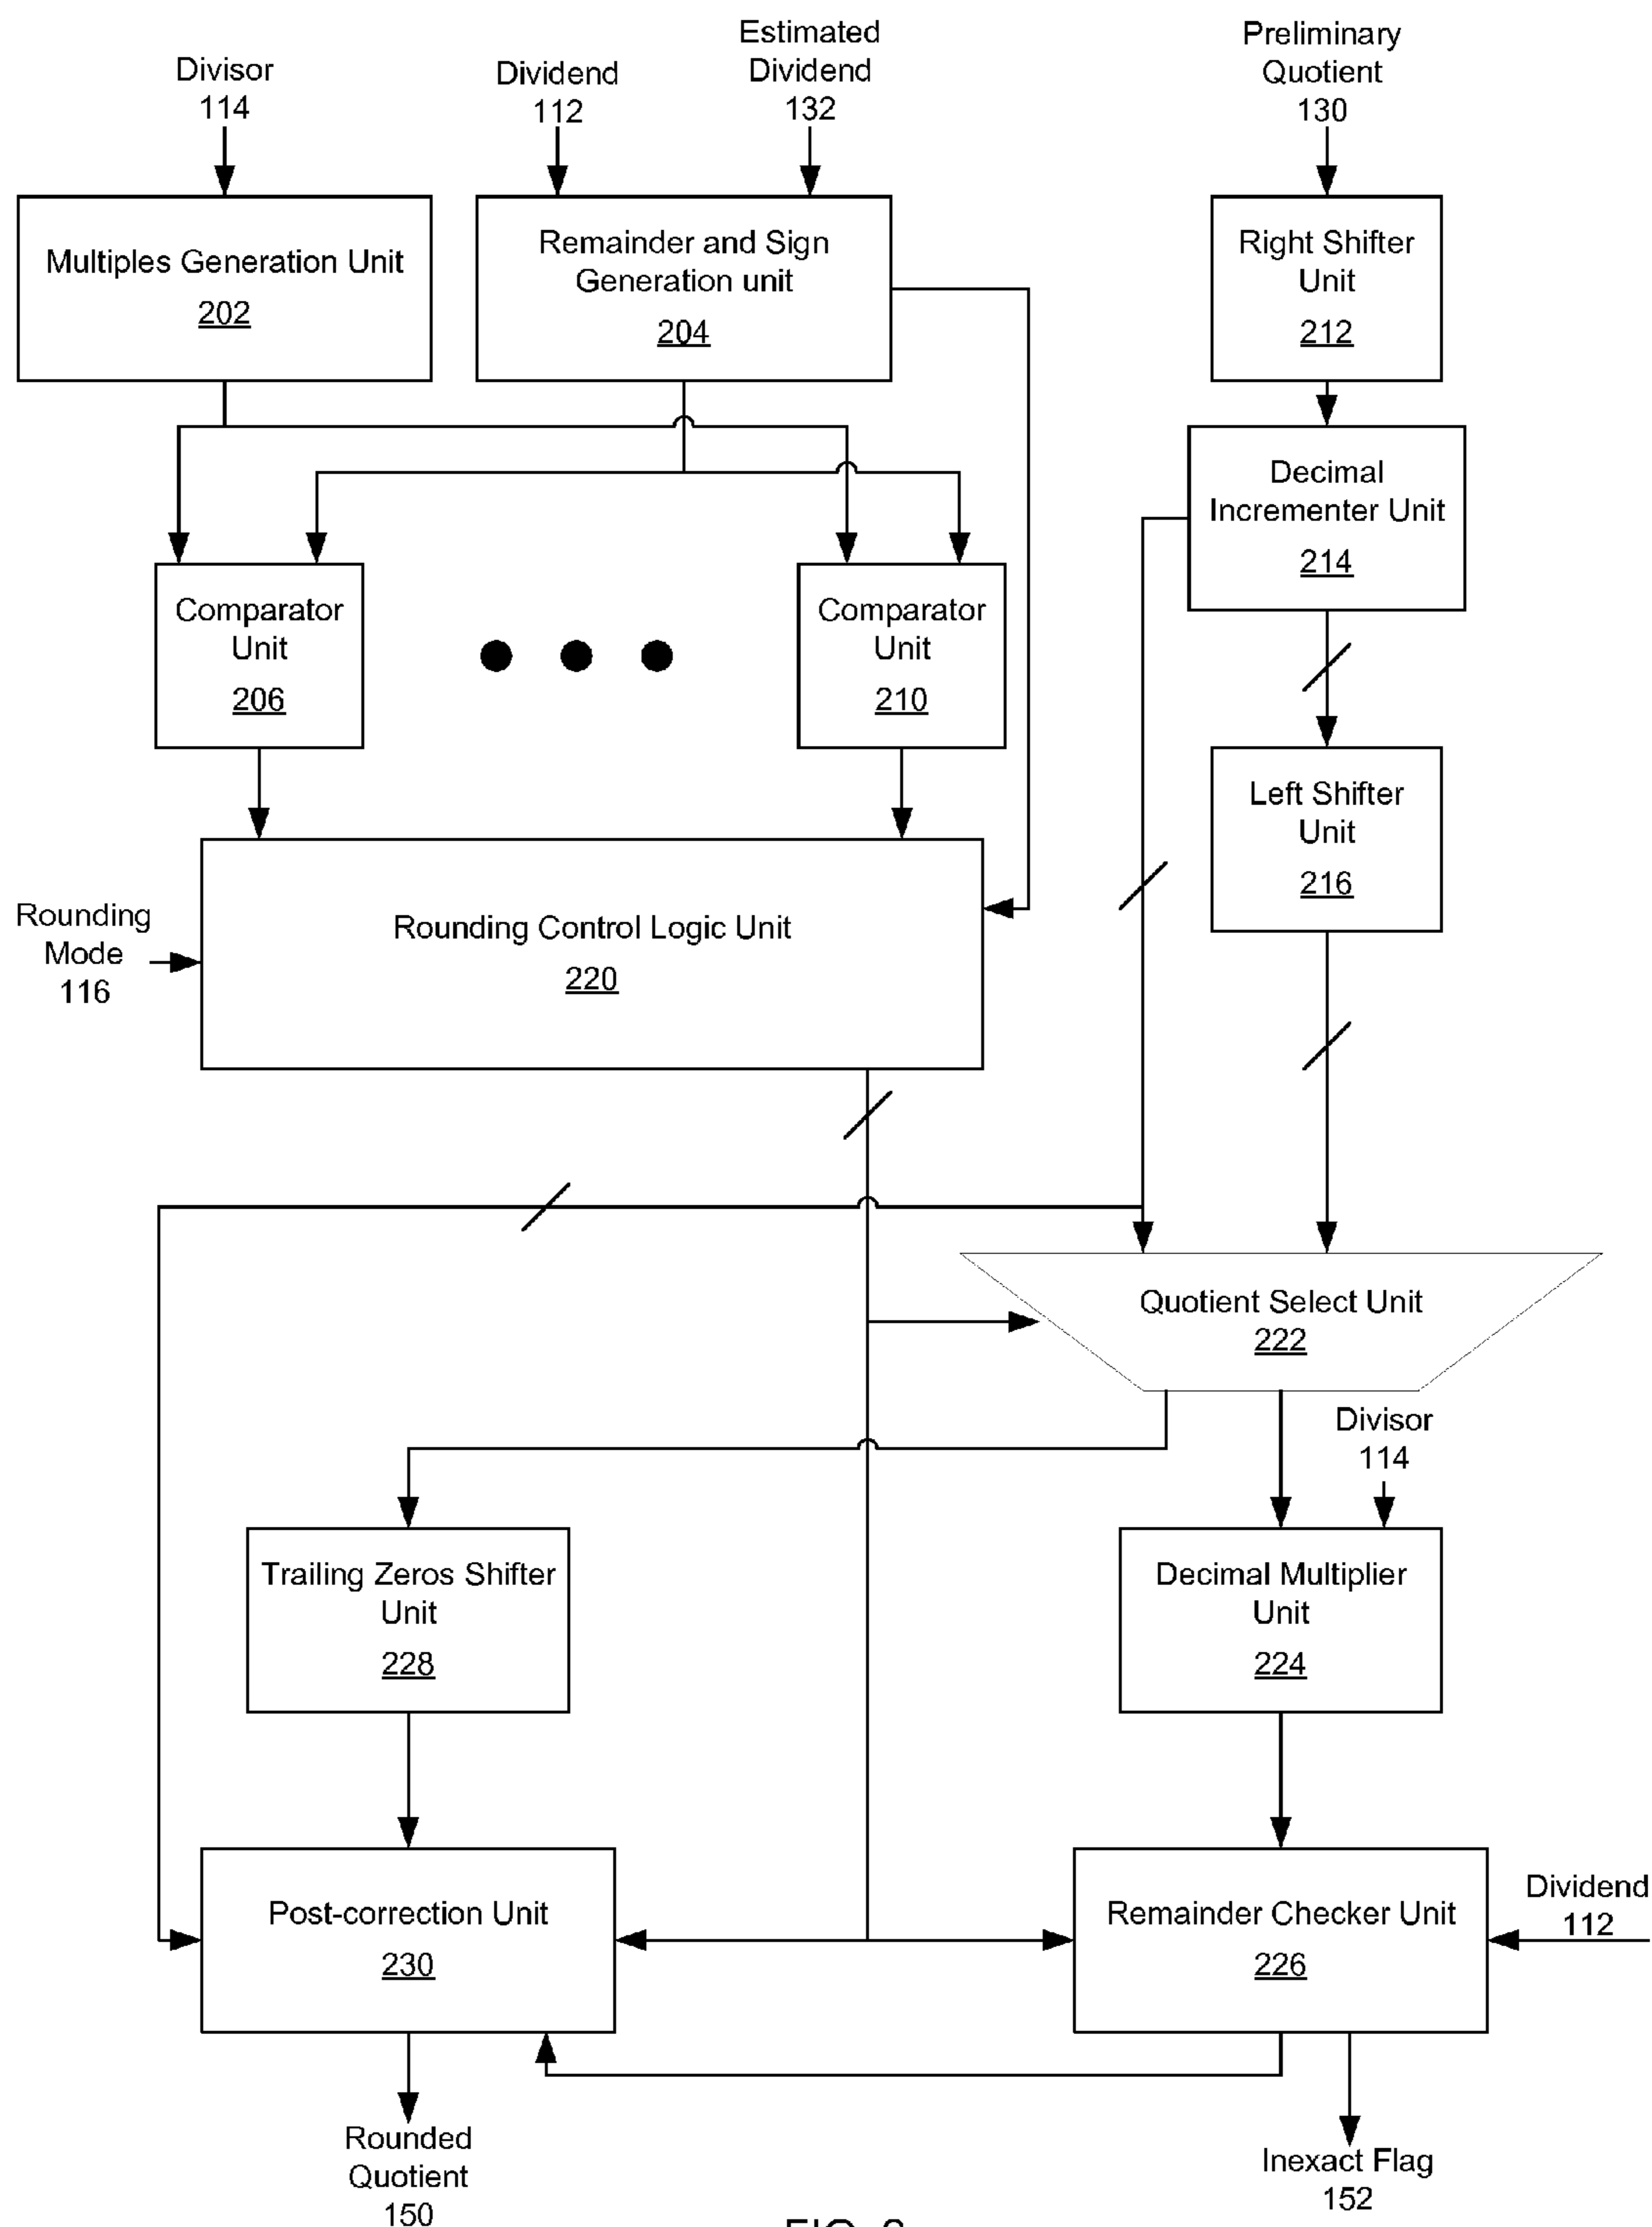 Divisor
114
Dividend
112
Estimated
Dividend
132
Preliminary
Quotient
130
Multiples Generation Unit
202
Remainder and Sign
Generation unit
204
Right Shifter
Unit
212
Decimal
Incrementer Unit
214
Comparator
Unit
206
Comparator
Unit
210
Left Shifter
Unit
216
Rounding
Mode
116
Rounding Control Logic Unit
220
Quotient Select Unit
222
Divisor
114
Trailing Zeros Shifter
Unit
228
Decimal Multiplier
Unit
224
Post-correction Unit
230
Remainder Checker Unit
226
Dividend
112
Rounded
Quotient
150
Inexact Flag
152